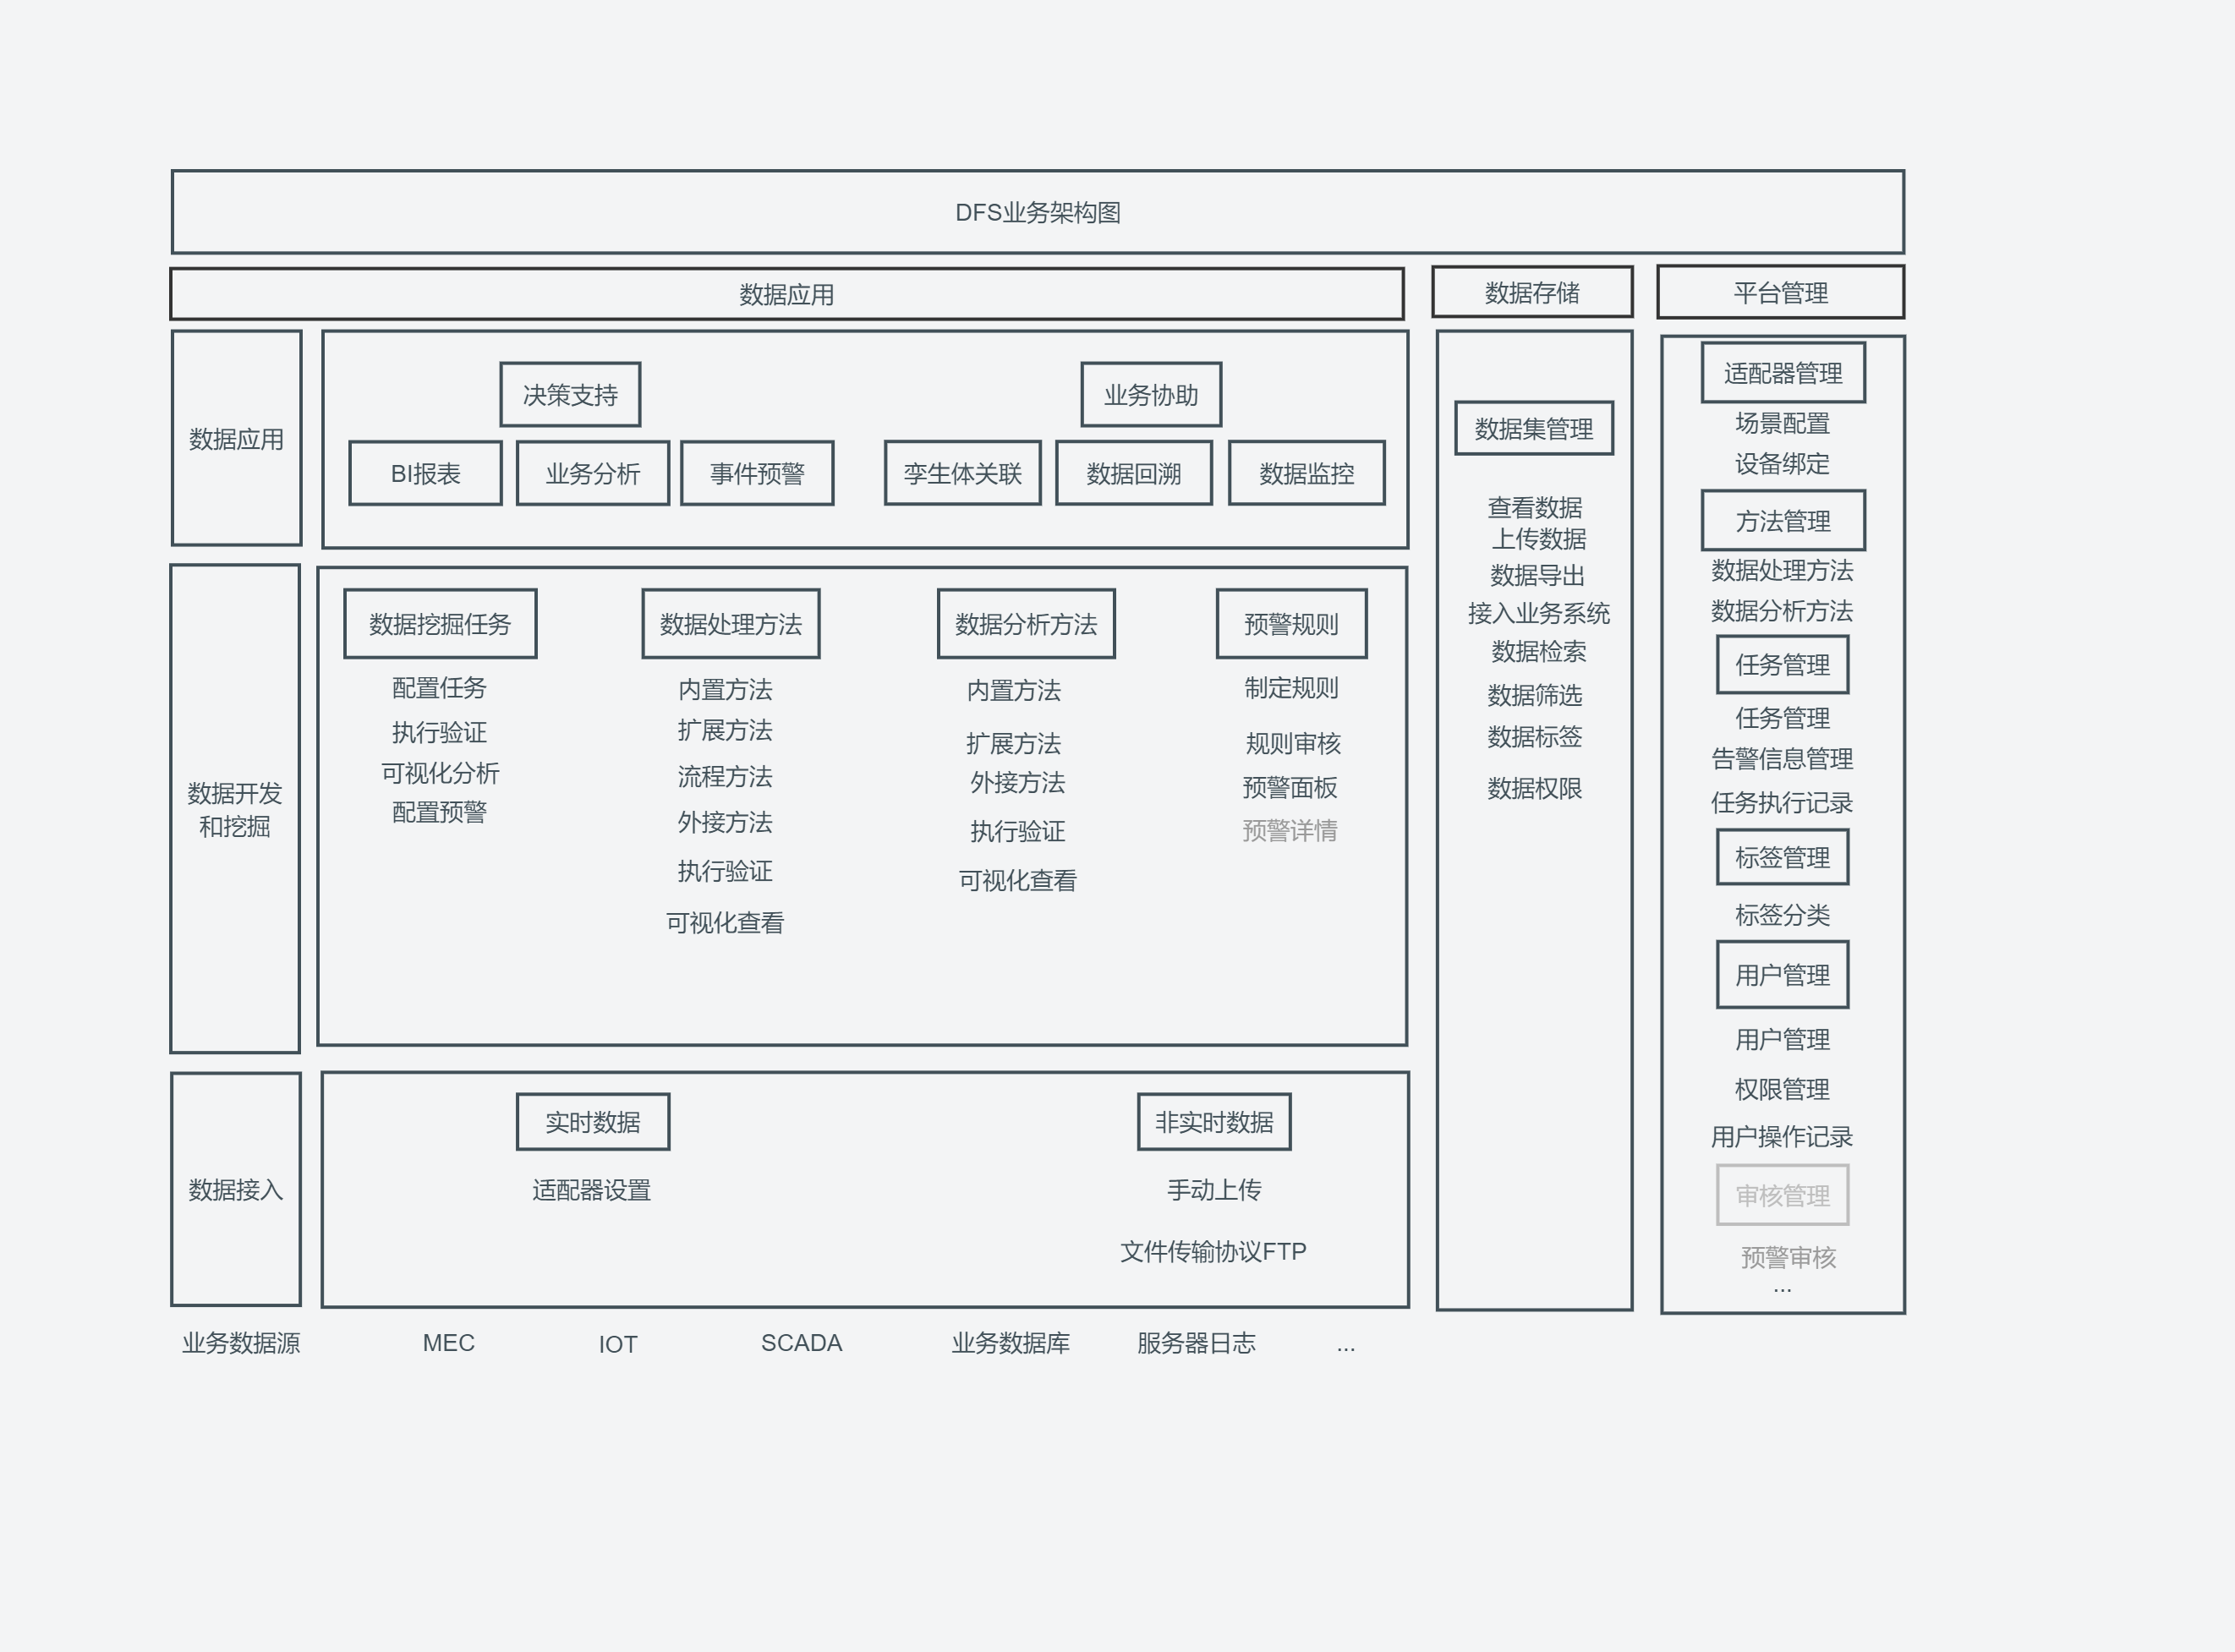 DFS业务架构图
数据应用
数据存储
平台管理
数据应用
决策支持
业务协助
BI报表
业务分析
事件预警
孪生体关联
数据回溯
数据监控
数据开发
和挖掘
数据挖掘任务
配置任务
执行验证
可视化分析
配置预警
数据处理方法
内置方法
扩展方法
流程方法
外接方法
执行验证
可视化查看
数据分析方法
内置方法
扩展方法
外接方法
执行验证
可视化查看
预警规则
制定规则
规则审核
预警面板
预警详情
数据接入
实时数据
适配器设置
非实时数据
手动上传
文件传输协议FTP
业务数据源
MEC
IOT
SCADA
业务数据库
服务器日志
...
数据集管理
查看数据
上传数据
数据导出
接入业务系统
数据检索
数据筛选
数据标签
数据权限
适配器管理
场景配置
设备绑定
方法管理
数据处理方法
数据分析方法
任务管理
任务管理
告警信息管理
任务执行记录
标签管理
标签分类
用户管理
用户管理
权限管理
用户操作记录
审核管理
预警审核
...